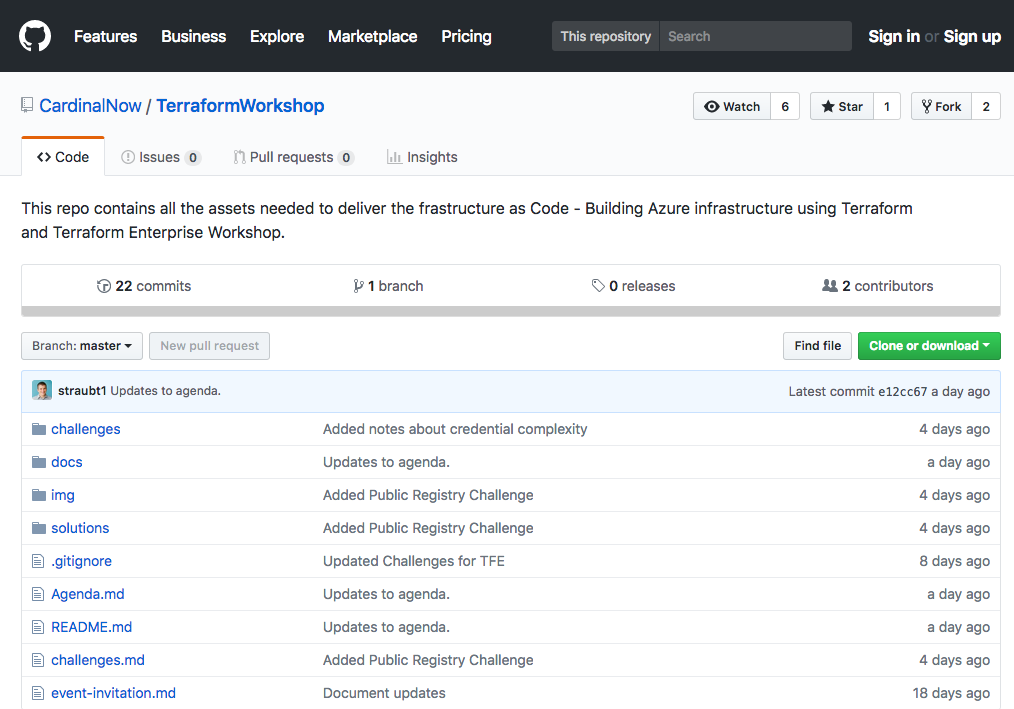 Features Business Explore Marketplace Pricing This repository Search Sign in or Sign up
CardinalNow / TerraformWorkshop Watch 6 Star 1 Fork 2
Code Issues 0 Pull requests 0 Insights
This repo contains all the assets needed to deliver the frastructure as Code - Building Azure infrastructure using Terraform
and Terraform Enterprise Workshop.
22 commits 1 branch 0 releases 2 contributors
Branch: master New pull request Find file Clone or download
straubt1 Updates to agenda. Latest commit e12cc67 a day ago
challenges Added notes about credential complexity 4 days ago
docs Updates to agenda. a day ago
img Added Public Registry Challenge 4 days ago
solutions Added Public Registry Challenge 4 days ago
.gitignore Updated Challenges for TFE 8 days ago
Agenda.md Updates to agenda. a day ago
README.md Updates to agenda. a day ago
challenges.md Added Public Registry Challenge 4 days ago
event-invitation.md Document updates 18 days ago